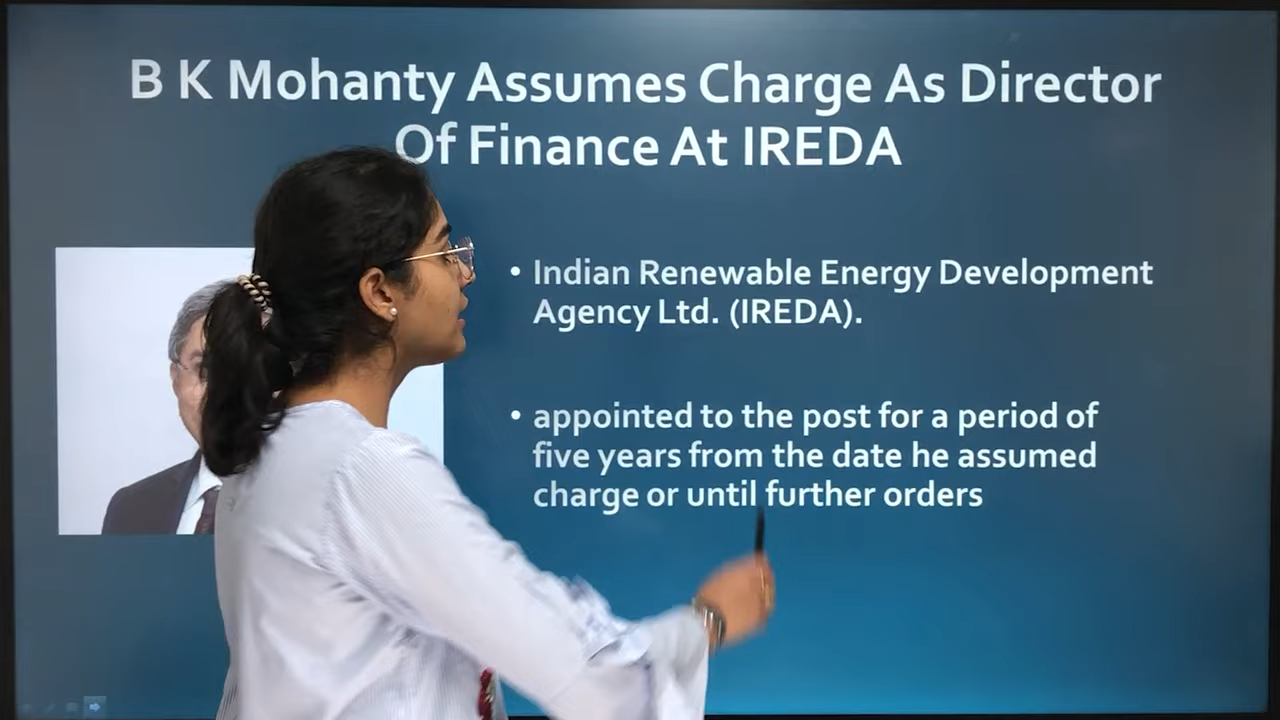 B K Mohanty Assumes Charge As Director
Of Finance At IREDA
• Indian Renewable Energy Development
Agency Ltd. (IREDA).
• appointed to the post for a period of
five years from the date he assumed
charge or until further orders